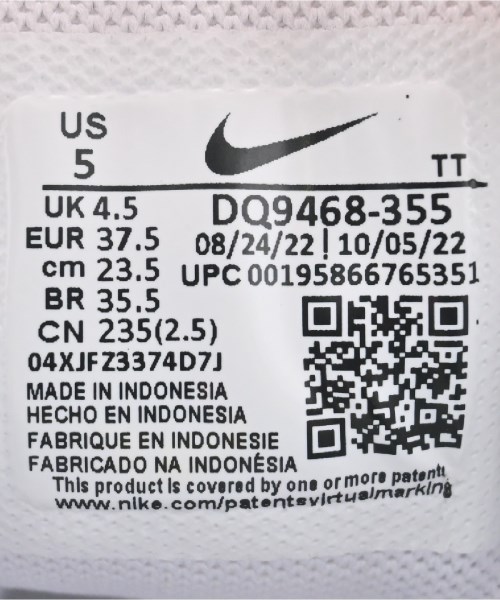 US
5
TT
UK 4.5
DQ9468-355
EUR 37.5
08/24/22 | 10/05/22
cm 23.5
UPC 00195866765351
BR 35.5
CN 235(2.5)
04XJFZ3374D7J
MADE IN INDONESIA
HECHO EN INDONESIA
FABRIQUE EN INDONESIE
FABRICADO NA INDONÉSIA
This product is covered by one or more patents
www.nike.com/patentsvirtualmarking